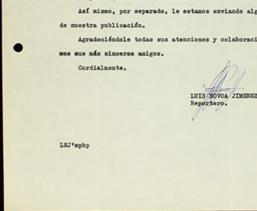 Así mismo, por separado, le estamos enviando alg
de nuestra publicación.
Agradeciéndole todas sus atenciones y colaboraci
mos sus más sinceros amigos.
Cordialmente.
LUIS NOVOA JIMENES
Reportero.
LNJ'mphp